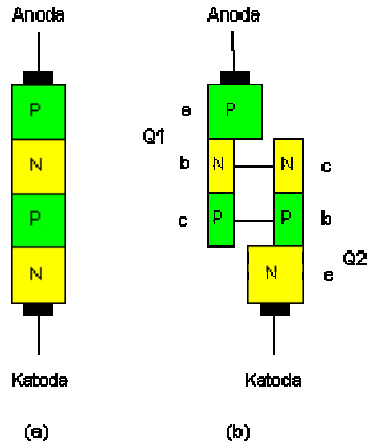 Anoda
P
N
P
N
Katoda
(a)
Anoda
Q1
e P
b N N c
c P P b
N e
Q2
Katoda
(b)